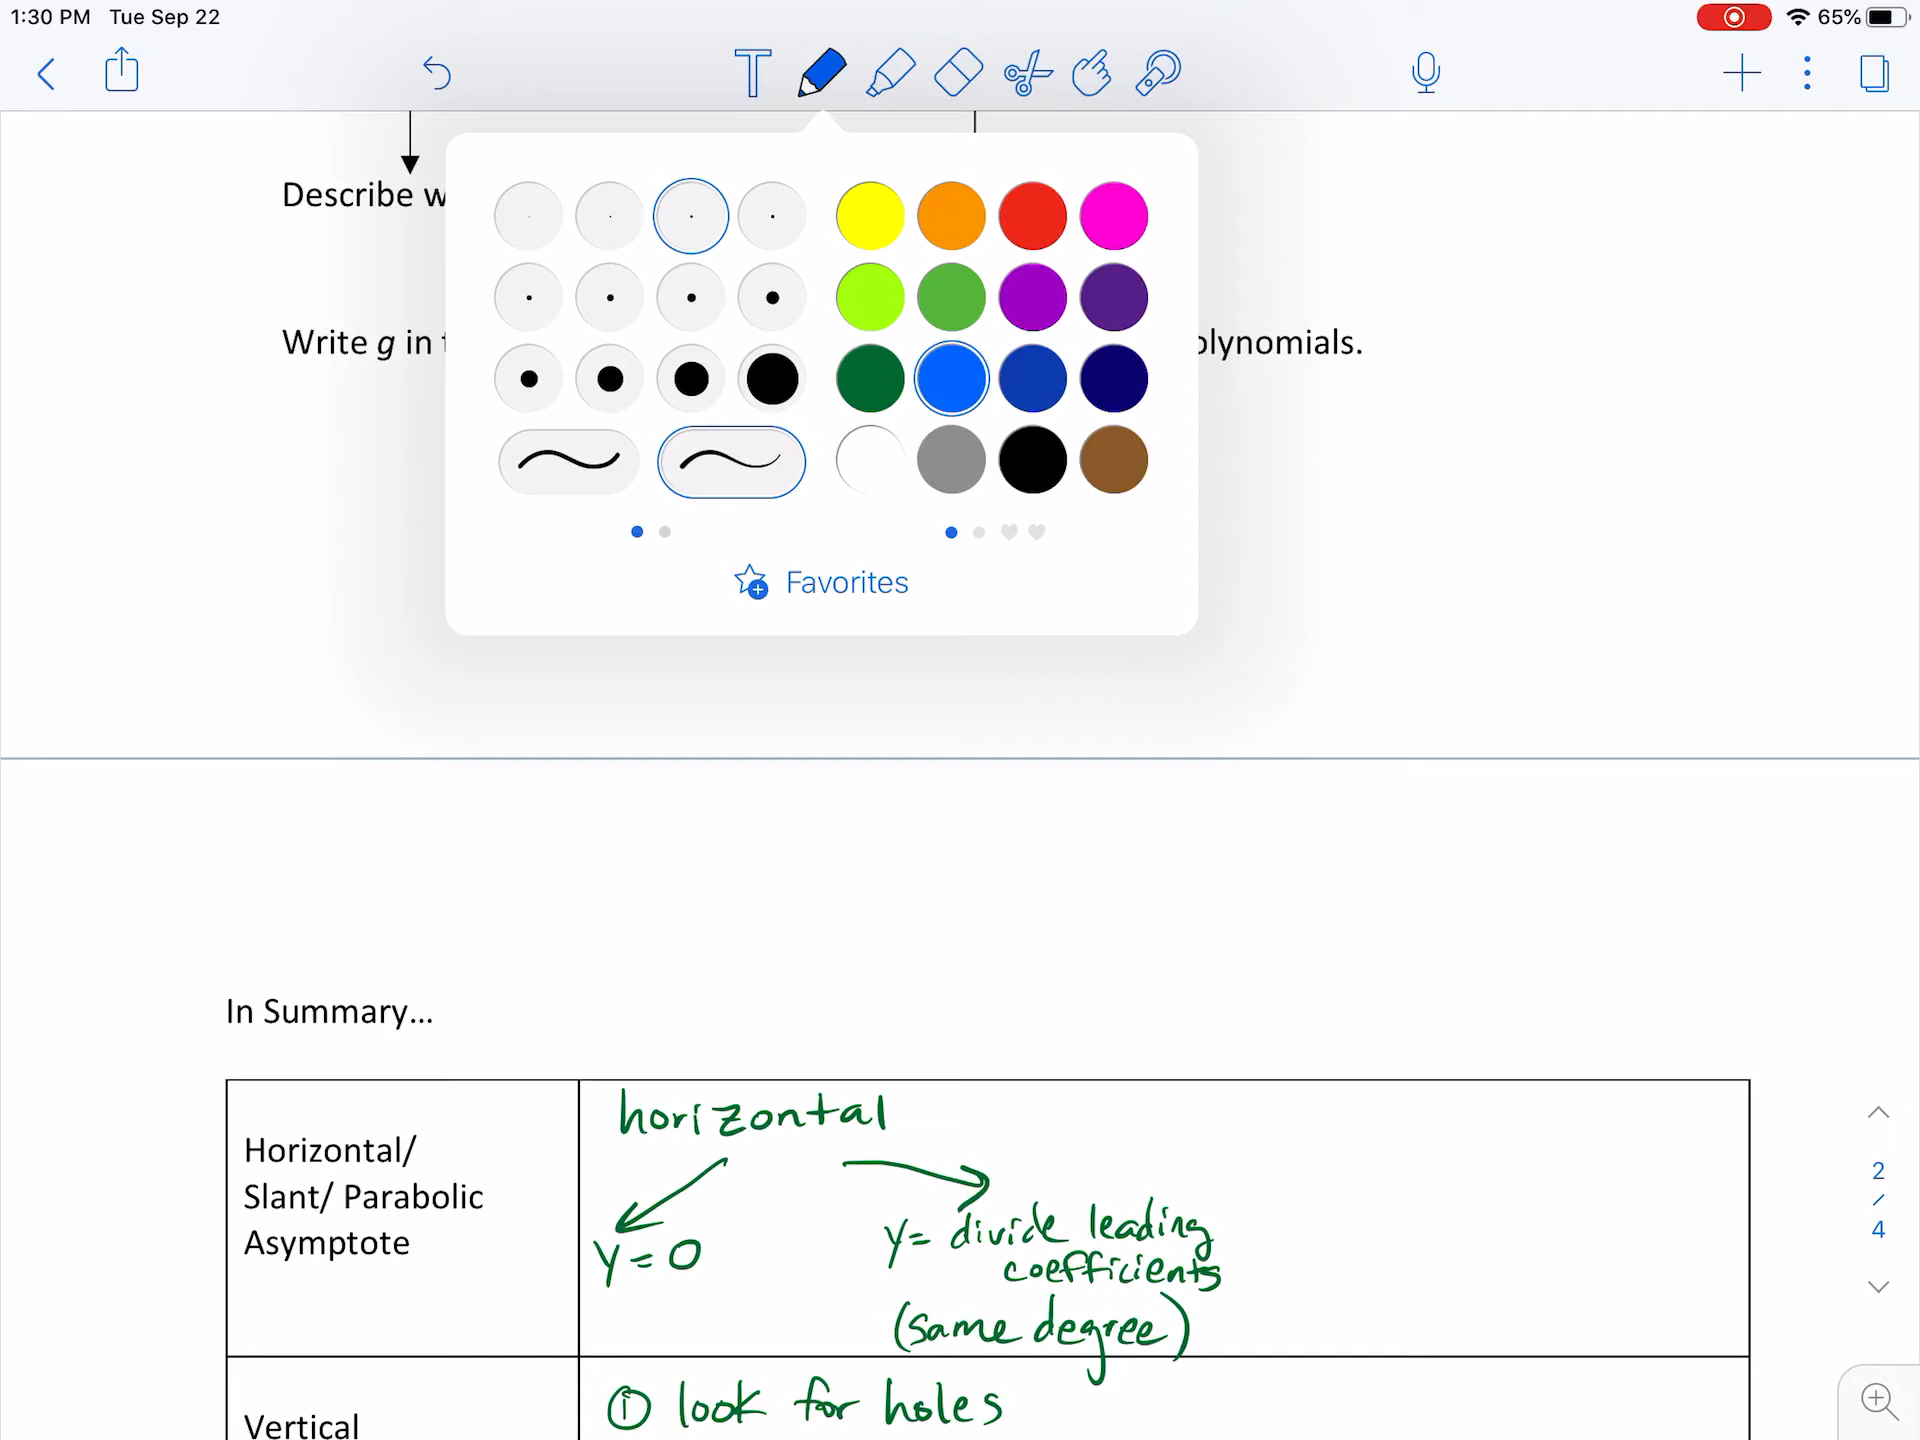 1:30 PM Tue Sep 22
65%
T
Describe w
Write g in
olynomials.
Favorites
In Summary...
Horizontal/
Slant/ Parabolic
Asymptote
horizontal
y = 0
y = divide leading
coefficients
(same degree)
2
/
4
Vertical
① look for holes